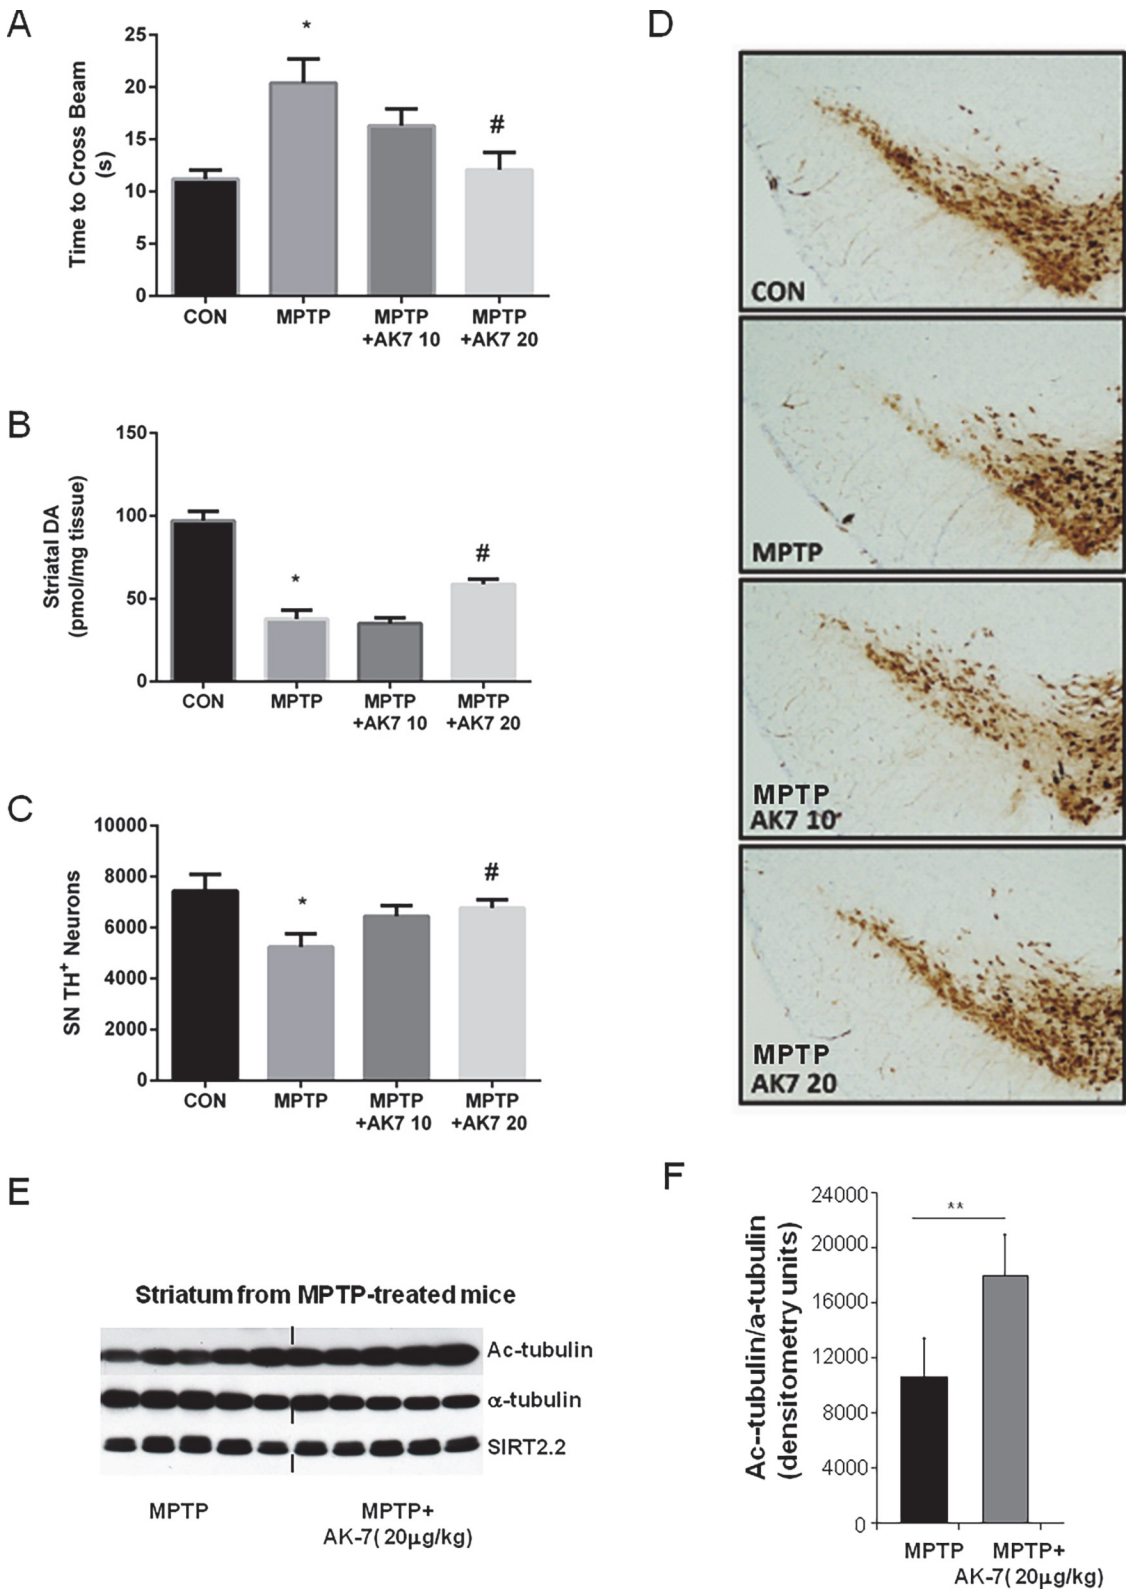 A
Time to Cross Beam
(s)
25
20
15
10
5
0
*
#
CON
MPTP
MPTP
+AK7 10
MPTP
+AK7 20
B
Striatal DA
(pmol/mg tissue)
150
100
50
0
*
#
CON
MPTP
MPTP
+AK7 10
MPTP
+AK7 20
C
SN TH⁺ Neurons
10000
8000
6000
4000
2000
0
*
#
CON
MPTP
MPTP
+AK7 10
MPTP
+AK7 20
D
CON
MPTP
MPTP
AK7 10
MPTP
AK7 20
E
Striatum from MPTP-treated mice
Ac-tubulin
α-tubulin
SIRT2.2
MPTP
MPTP+
AK-7( 20µg/kg)
F
Ac--tubulin/a-tubulin
(densitometry units)
24000
20000
16000
12000
8000
4000
0
**
MPTP
MPTP+
AK-7(20µg/kg)